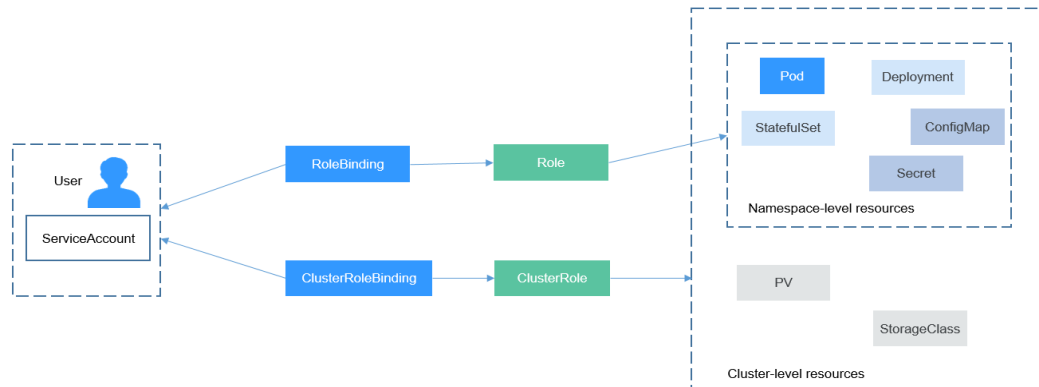 User
ServiceAccount
RoleBinding
Role
ClusterRoleBinding
ClusterRole
Pod
Deployment
StatefulSet
ConfigMap
Secret
Namespace-level resources
PV
StorageClass
Cluster-level resources